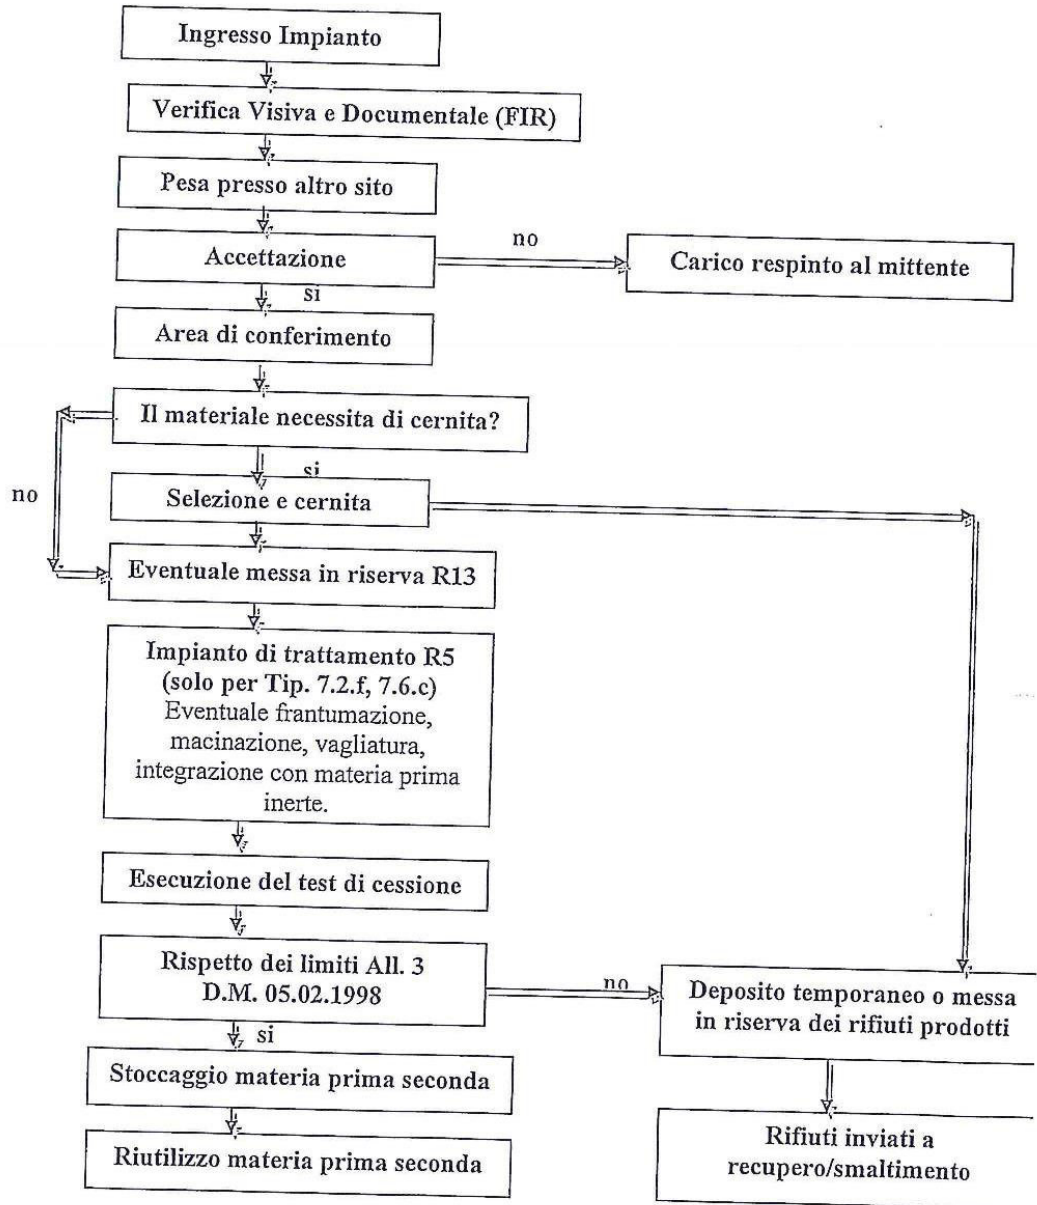 Ingresso Impianto
Verifica Visiva e Documentale (FIR)
Pesa presso altro sito
Accettazione
no
Carico respinto al mittente
si
Area di conferimento
Il materiale necessita di cernita?
si
no
Selezione e cernita
Eventuale messa in riserva R13
Impianto di trattamento R5
(solo per Tip. 7.2.f, 7.6.c)
Eventuale frantumazione,
macinazione, vagliatura,
integrazione con materia prima
inerte.
Esecuzione del test di cessione
Rispetto dei limiti All. 3
D.M. 05.02.1998
no
Deposito temporaneo o messa
in riserva dei rifiuti prodotti
si
Stoccaggio materia prima seconda
Riutilizzo materia prima seconda
Rifiuti inviati a
recupero/smaltimento